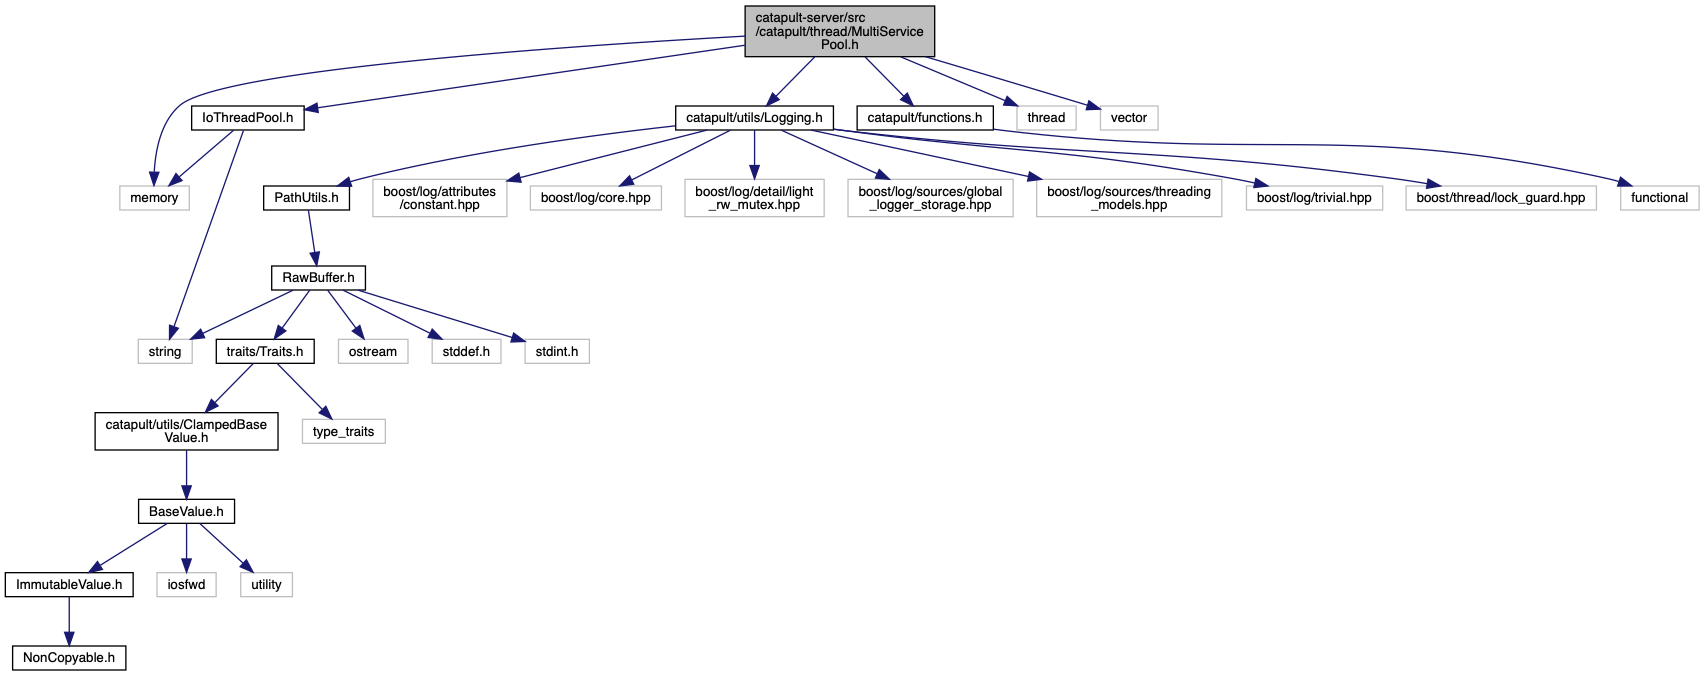 catapult-server/src
/catapult/thread/MultiService
Pool.h
IoThreadPool.h
catapult/utils/Logging.h
catapult/functions.h
thread
vector
memory
PathUtils.h
boost/log/attributes
/constant.hpp
boost/log/core.hpp
boost/log/detail/light
_rw_mutex.hpp
boost/log/sources/global
_logger_storage.hpp
boost/log/sources/threading
_models.hpp
boost/log/trivial.hpp
boost/thread/lock_guard.hpp
functional
RawBuffer.h
string
traits/Traits.h
ostream
stddef.h
stdint.h
catapult/utils/ClampedBase
Value.h
type_traits
BaseValue.h
ImmutableValue.h
iosfwd
utility
NonCopyable.h